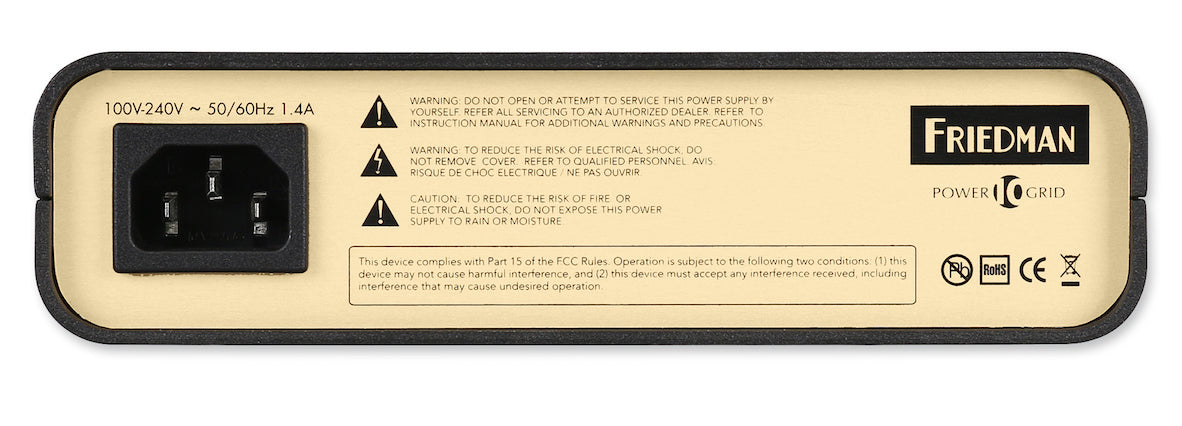 100V-240V ~ 50/60Hz 1.4A
WARNING: DO NOT OPEN OR ATTEMPT TO SERVICE THIS POWER SUPPLY BY
YOURSELF. REFER ALL SERVICING TO AN AUTHORIZED DEALER. REFER TO
INSTRUCTION MANUAL FOR ADDITIONAL WARNINGS AND PRECAUTIONS.
WARNING: TO REDUCE THE RISK OF ELECTRICAL SHOCK, DO
NOT REMOVE COVER. REFER TO QUALIFIED PERSONNEL. AVIS:
RISQUE DE CHOC ELECTRIQUE / NE PAS OUVRIR.
CAUTION: TO REDUCE THE RISK OF FIRE OR
ELECTRICAL SHOCK, DO NOT EXPOSE THIS POWER
SUPPLY TO RAIN OR MOISTURE.
This device complies with Part 15 of the FCC Rules. Operation is subject to the following two conditions: (1) this
device may not cause harmful interference, and (2) this device must accept any interference received, including
interference that may cause undesired operation.
FRIEDMAN
POWER 10 GRID
Pb RoHS CE